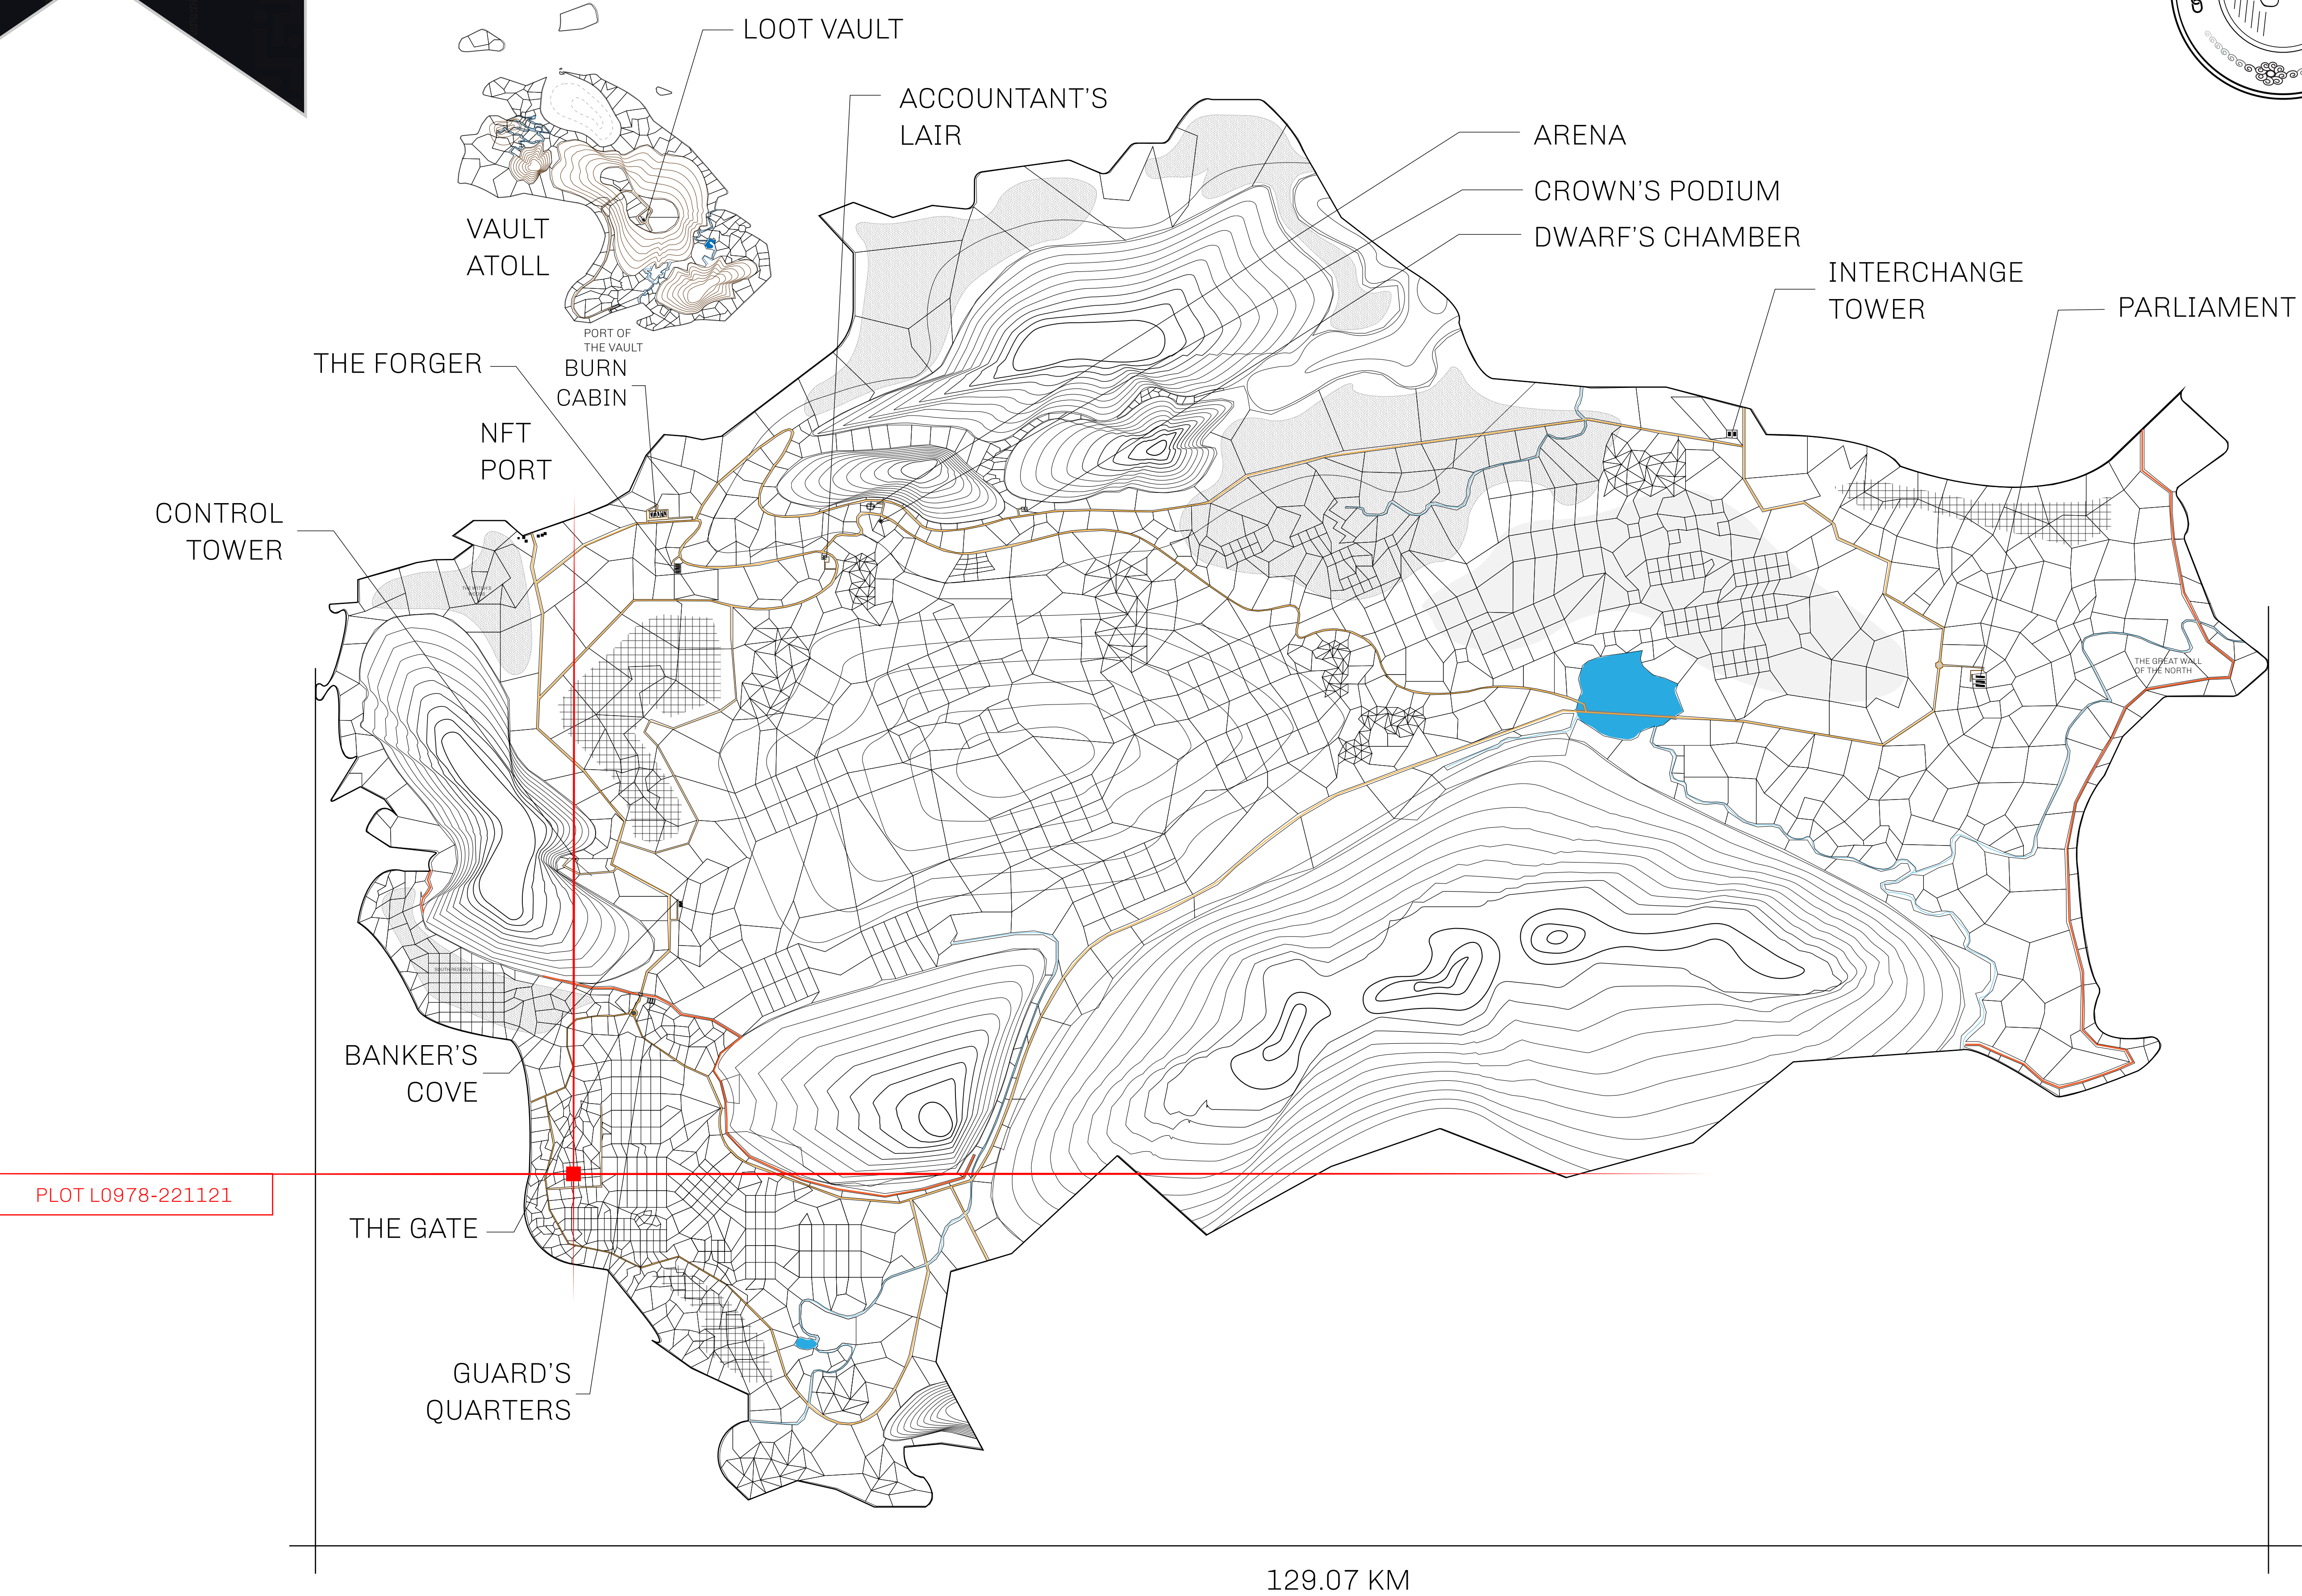 LOOT VAULT
ACCOUNTANT'S
LAIR
ARENA
CROWN'S PODIUM
DWARF'S CHAMBER
INTERCHANGE
TOWER
PARLIAMENT
VAULT
ATOLL
PORT OF
THE VAULT
THE FORGER
BURN
CABIN
NFT
PORT
CONTROL
TOWER
THE GREAT WALL
OF THE NORTH
SOUTH RESERVE
BANKER'S
COVE
PLOT L0978-221121
THE GATE
GUARD'S
QUARTERS
129.07 KM